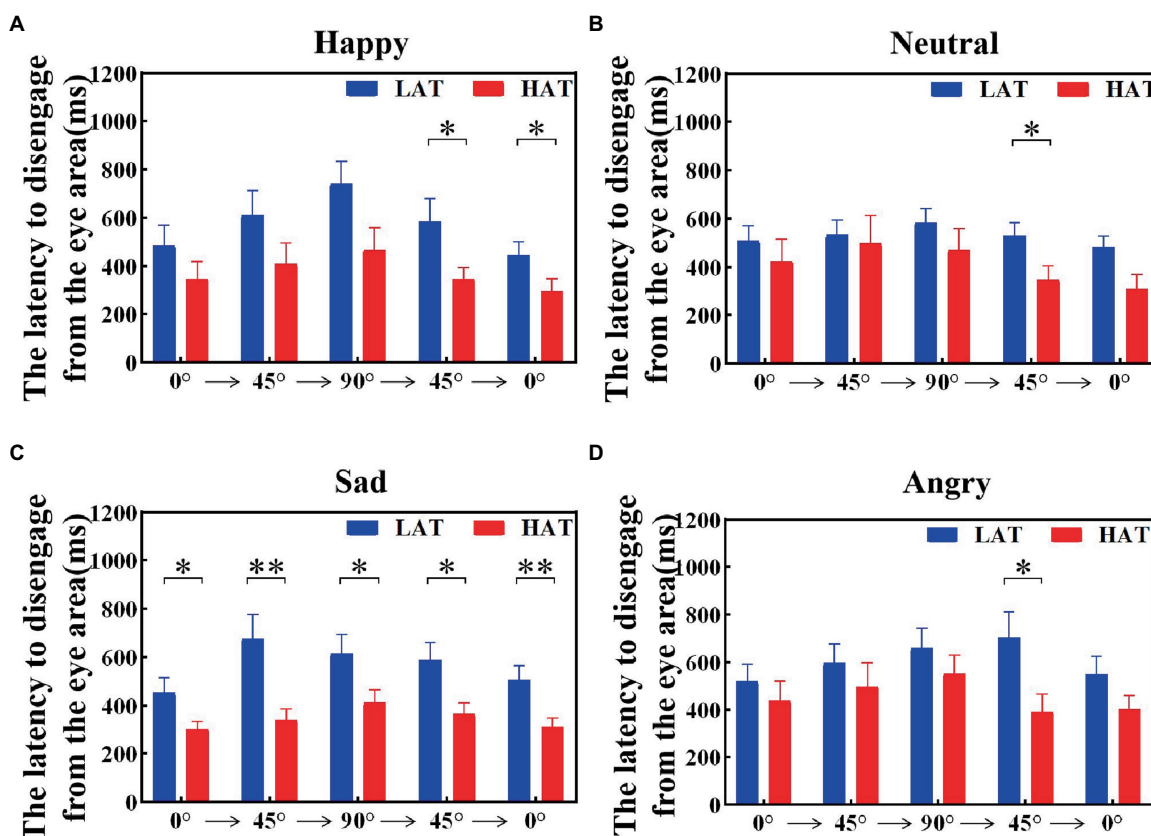 A
Happy
The latency to disengage
from the eye area(ms)
LAT HAT
1200
1000
800
600
400
200
0
* *
0° → 45° → 90° → 45° → 0°
B
Neutral
The latency to disengage
from the eye area(ms)
LAT HAT
1200
1000
800
600
400
200
0
*
0° → 45° → 90° → 45° → 0°
C
Sad
The latency to disengage
from the eye area(ms)
LAT HAT
1200
1000
800
600
400
200
0
* ** * * **
0° → 45° → 90° → 45° → 0°
D
Angry
The latency to disengage
from the eye area(ms)
LAT HAT
1200
1000
800
600
400
200
0
*
0° → 45° → 90° → 45° → 0°